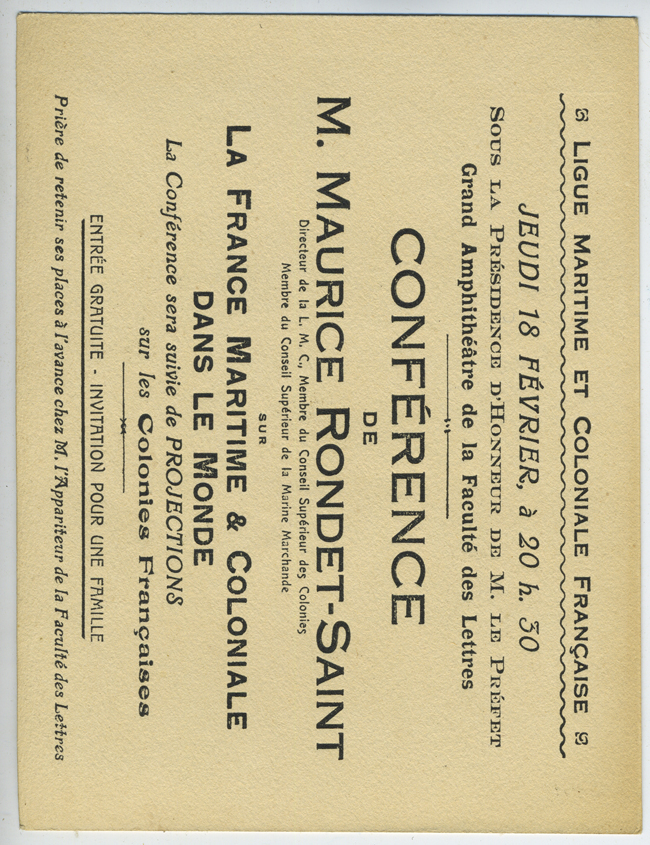 LIGUE MARITIME ET COLONIALE FRANÇAISE
JEUDI 18 FÉVRIER, à 20 h. 30
SOUS LA PRÉSIDENCE D'HONNEUR DE M. LE PRÉFET
Grand Amphithéâtre de la Faculté des Lettres
CONFÉRENCE
DE
M. MAURICE RONDET-SAINT
Directeur de la L. M. C., Membre du Conseil Supérieur des Colonies
Membre du Conseil Supérieur de la Marine Marchande
SUR
LA FRANCE MARITIME & COLONIALE
DANS LE MONDE
La Conférence sera suivie de PROJECTIONS
sur les Colonies Françaises
ENTRÉE GRATUITE - INVITATION POUR UNE FAMILLE
Prière de retenir ses places à l'avance chez M. l'Appariteur de la Faculté des Lettres